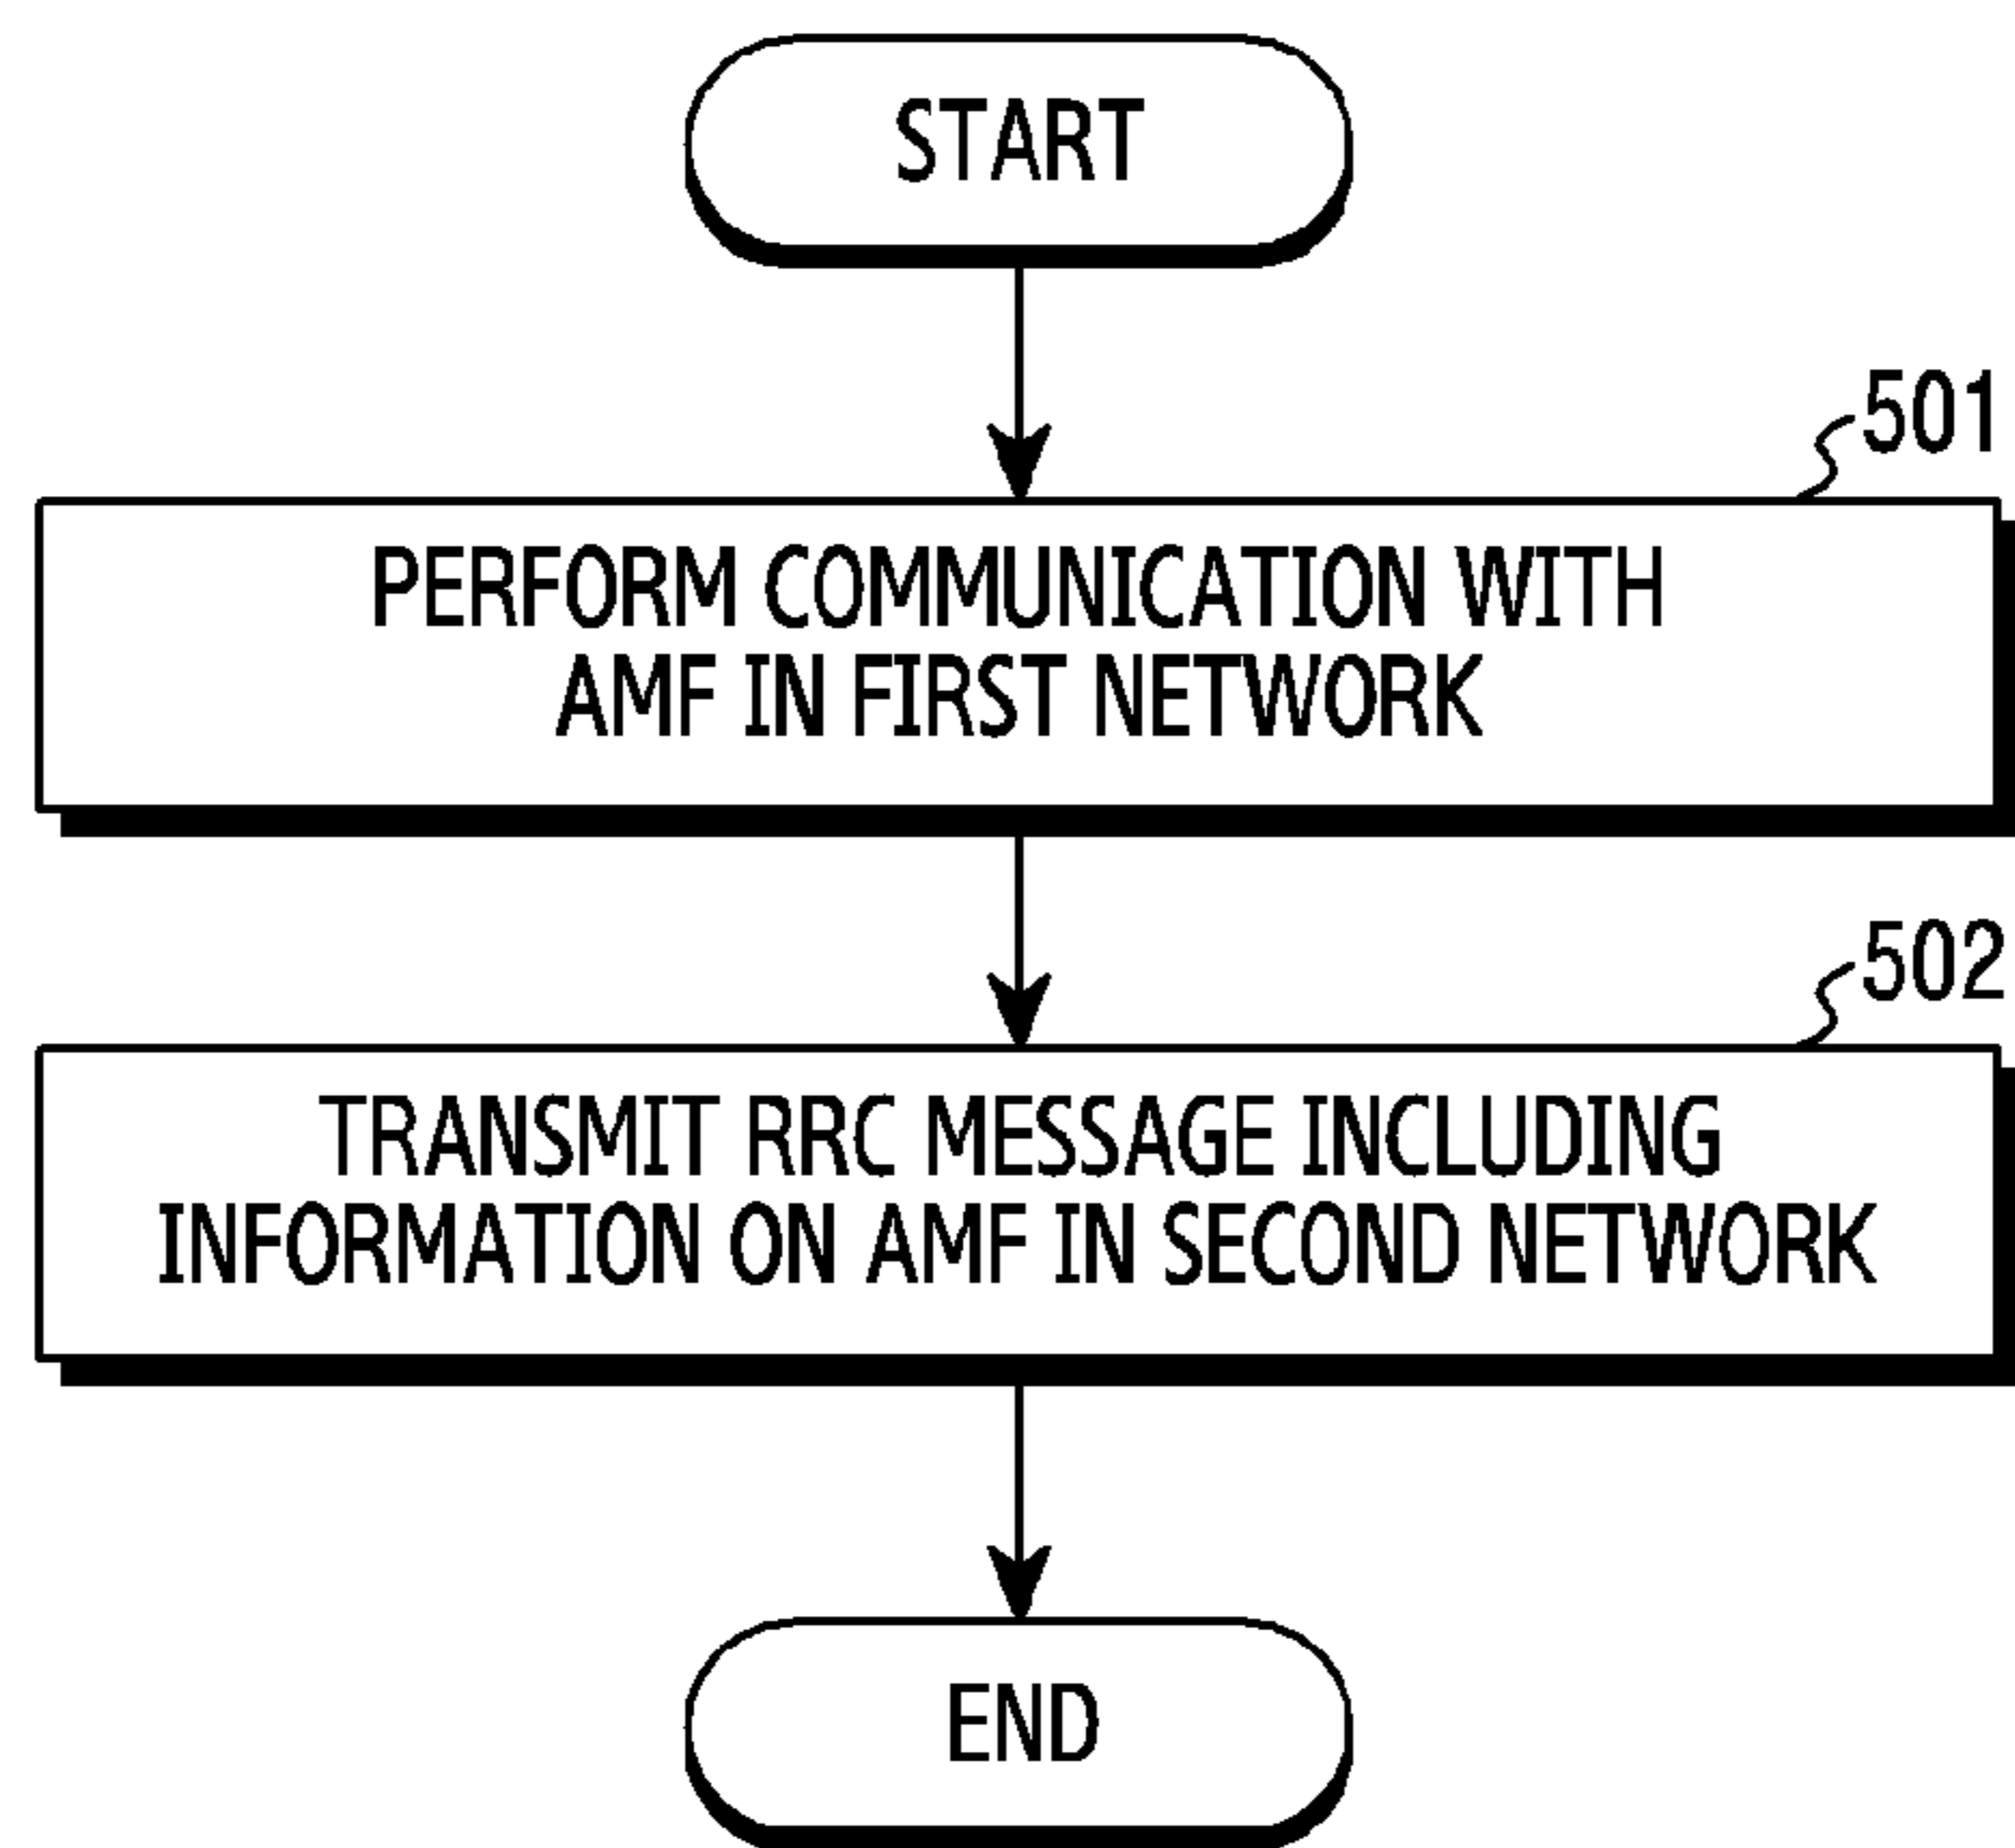 START
501
PERFORM COMMUNICATION WITH
AMF IN FIRST NETWORK
502
TRANSMIT RRC MESSAGE INCLUDING
INFORMATION ON AMF IN SECOND NETWORK
END